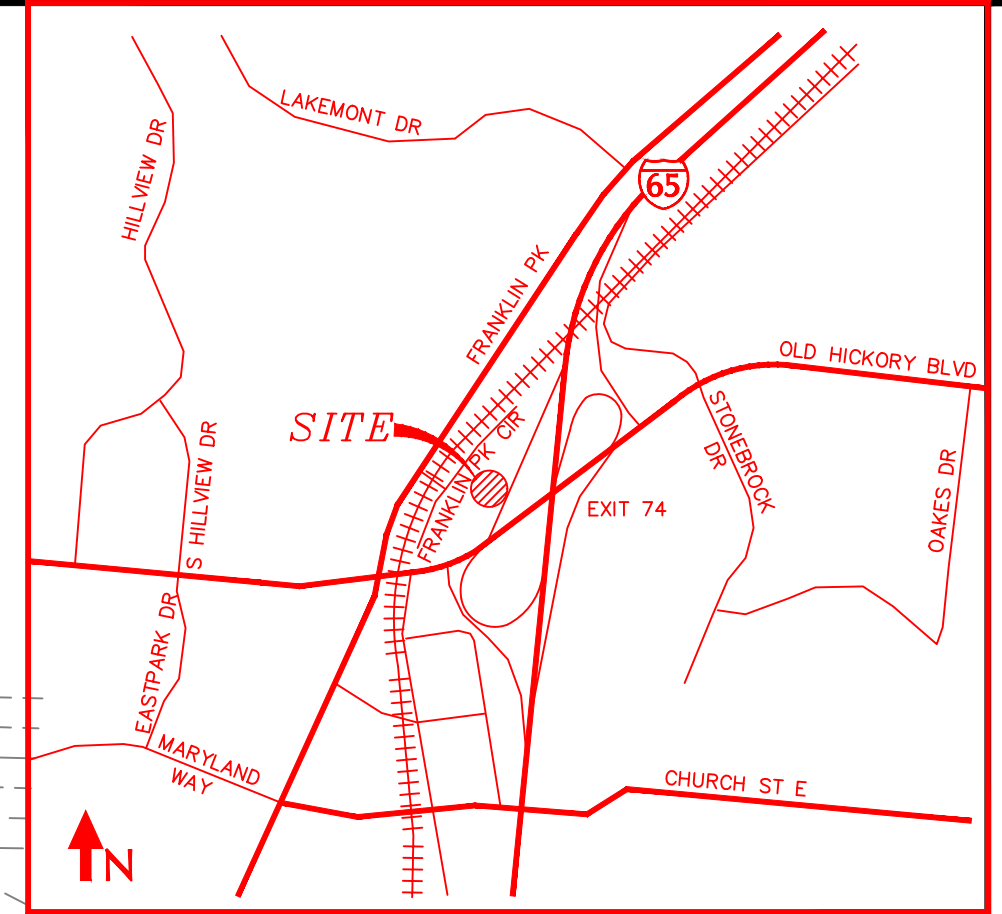 LAKEMONT DR
HILLVIEW DR
65
FRANKLIN PK
OLD HICKORY BLVD
SITE
FRANKLIN PK CIR
STONEBROCK
DR
S HILLVIEW DR
OAKES DR
EXIT 74
EASTPARK DR
MARYLAND
WAY
CHURCH ST E
N